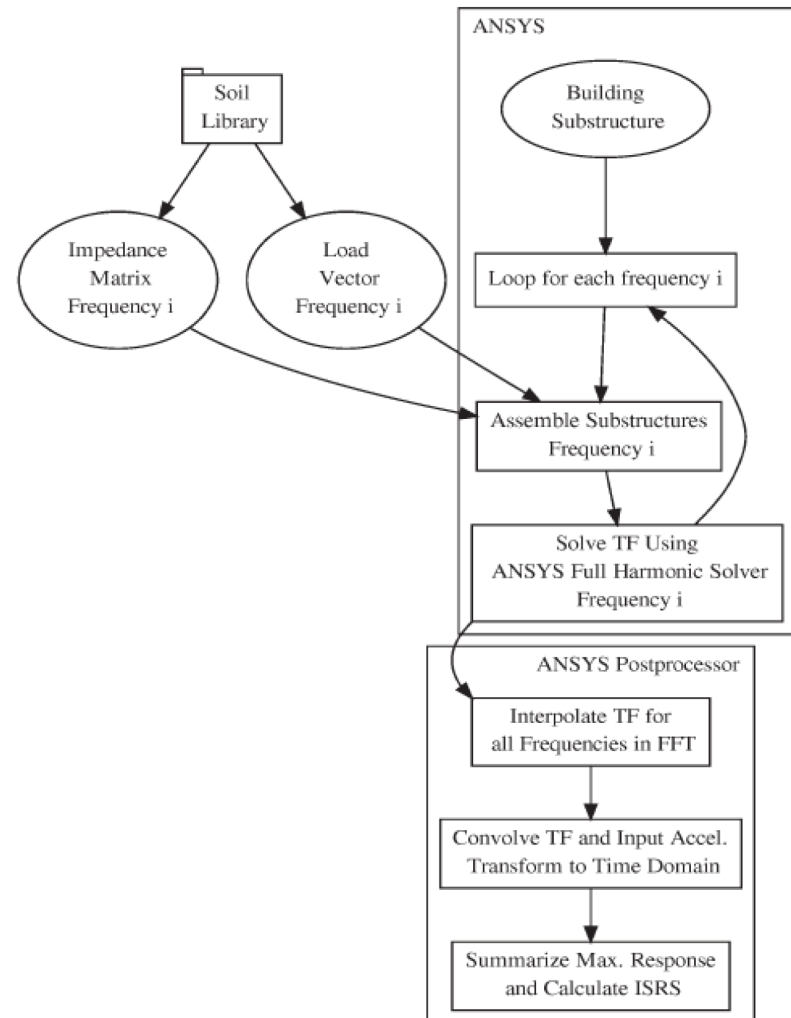 ANSYS
Soil
Library
Building
Substructure
Impedance
Matrix
Frequency i
Load
Vector
Frequency i
Loop for each frequency i
Assemble Substructures
Frequency i
Solve TF Using
ANSYS Full Harmonic Solver
Frequency i
ANSYS Postprocessor
Interpolate TF for
all Frequencies in FFT
Convolve TF and Input Accel.
Transform to Time Domain
Summarize Max. Response
and Calculate ISRS